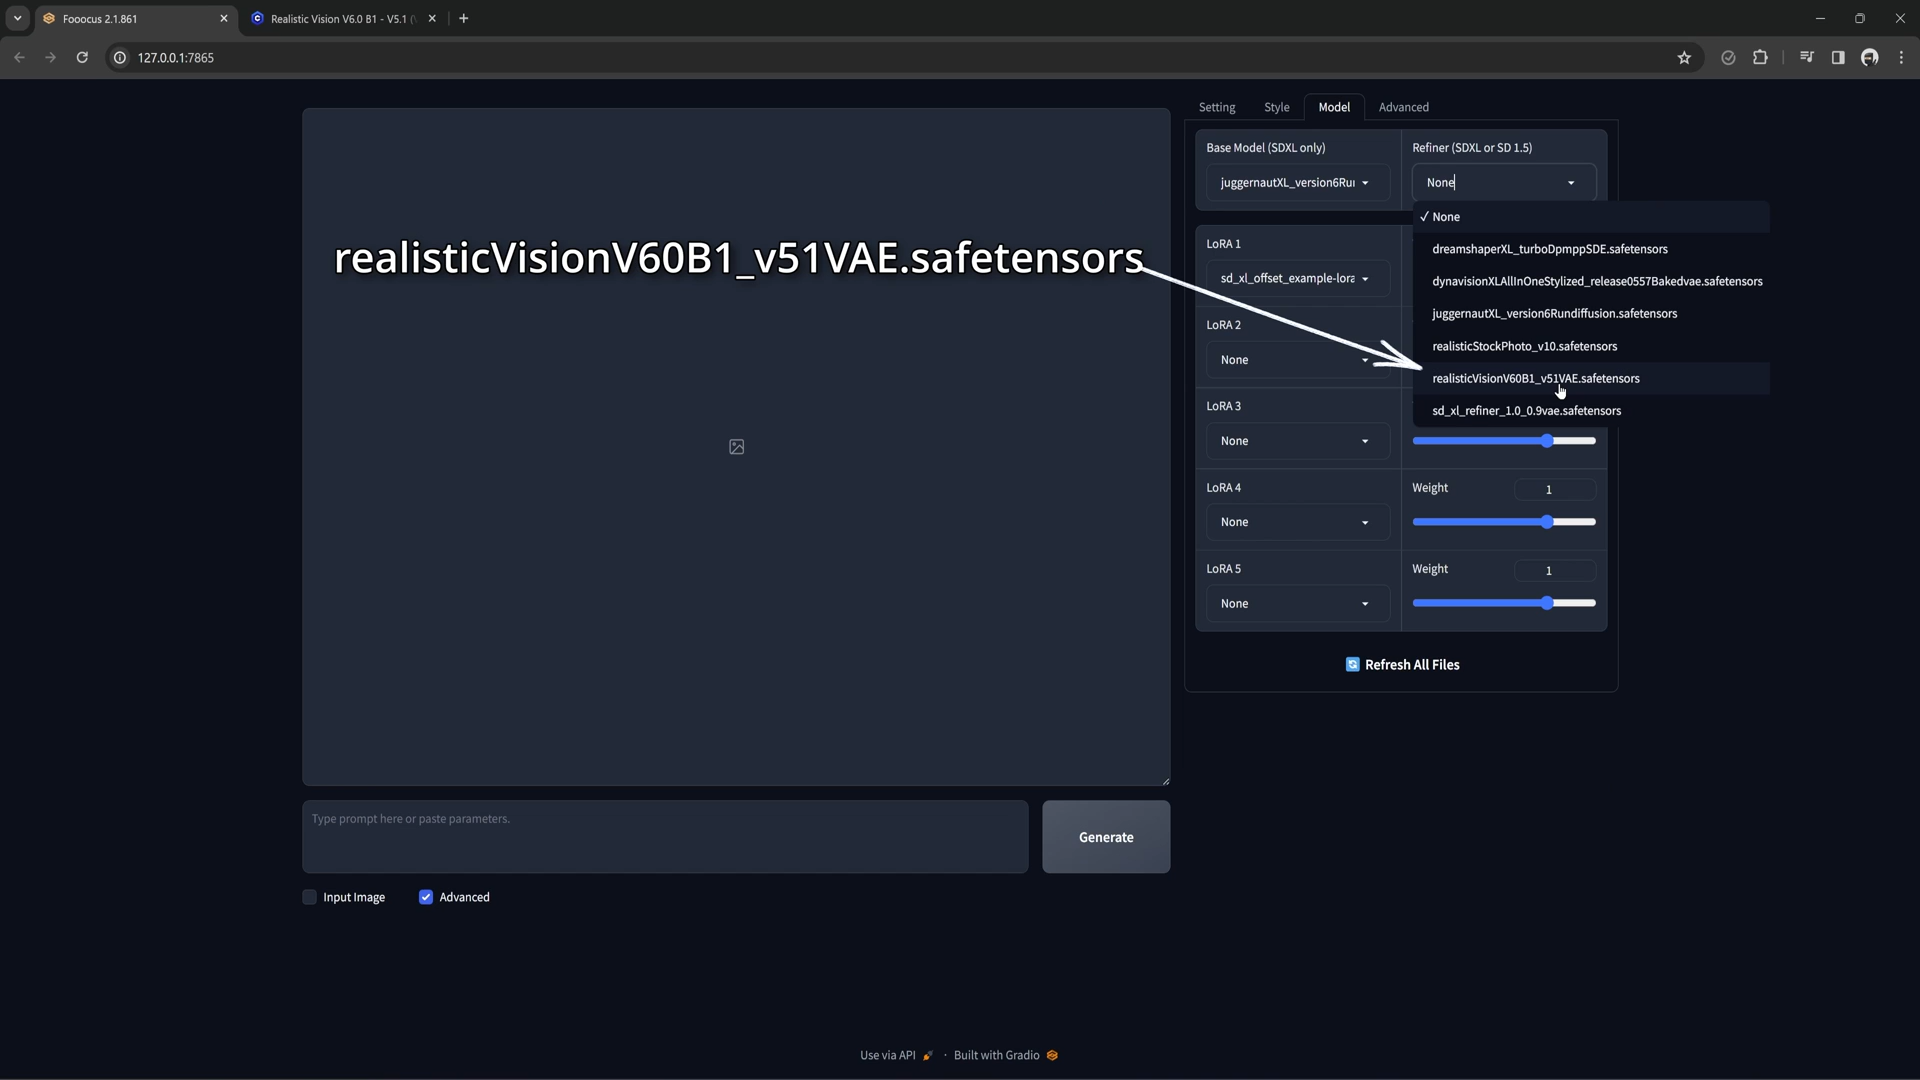 Fooocus 2.1.861
Realistic Vision V6.0 B1 - V5.1 (
127.0.0.1:7865
Setting
Style
Model
Advanced
Base Model (SDXL only)
Refiner (SDXL or SD 1.5)
juggernautXL_version6Ru
None
✓ None
dreamshaperXL_turboDpmppSDE.safetensors
dynavisionXLAllInOneStylized_release0557Bakedvae.safetensors
juggernautXL_version6Rundiffusion.safetensors
realisticStockPhoto_v10.safetensors
realisticVisionV60B1_v51VAE.safetensors
sd_xl_refiner_1.0_0.9vae.safetensors
realisticVisionV60B1_v51VAE.safetensors
LoRA 1
sd_xl_offset_example-lora
LoRA 2
None
LoRA 3
None
LoRA 4
None
Weight
1
LoRA 5
None
Weight
1
Refresh All Files
Type prompt here or paste parameters.
Generate
Input Image
Advanced
Use via API
·
Built with Gradio